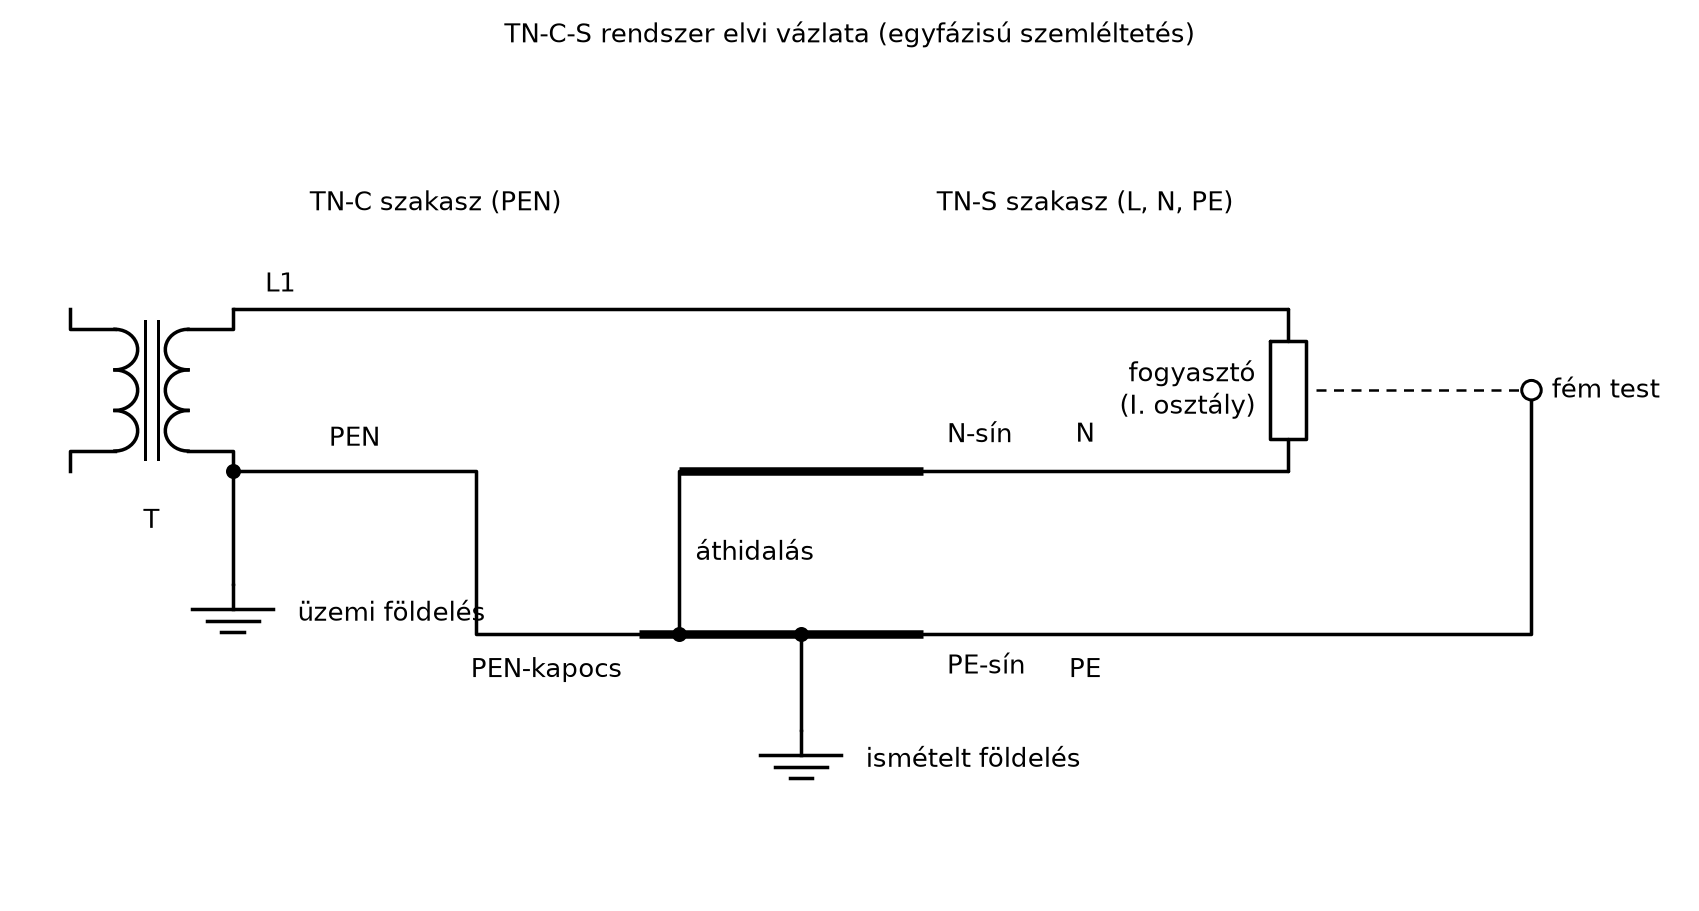 TN-C-S rendszer elvi vázlata (egyfázisú szemléltetés)
TN-C szakasz (PEN)
TN-S szakasz (L, N, PE)
L1
fogyasztó
(I. osztály)
fém test
PEN
N-sín
N
T
áthidalás
üzemi földelés
PEN-kapocs
PE-sín
PE
ismételt földelés